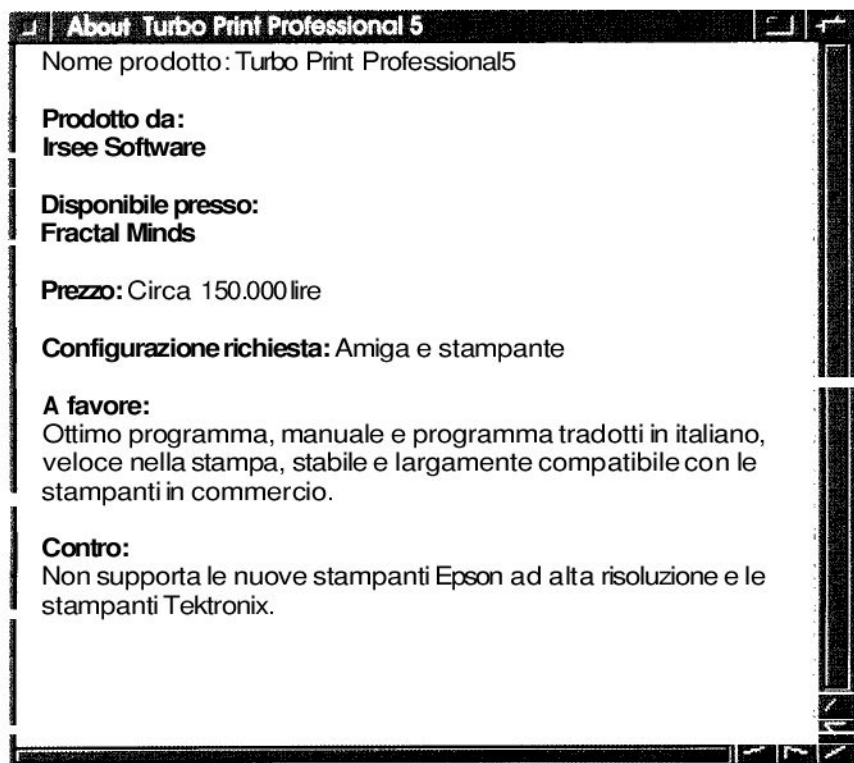 About Turbo Print Professional 5
Nome prodotto: Turbo Print Professional5
Prodotto da:
Irsee Software
Disponibile presso:
Fractal Minds
Prezzo: Circa 150.000 lire
Configurazione richiesta: Amiga e stampante
A favore:
Ottimo programma, manuale e programma tradotti in italiano,
veloce nella stampa, stabile e largamente compatibile con le
stampanti in commercio.
Contro:
Non supporta le nuove stampanti Epson ad alta risoluzione e le
stampanti Tektronix.